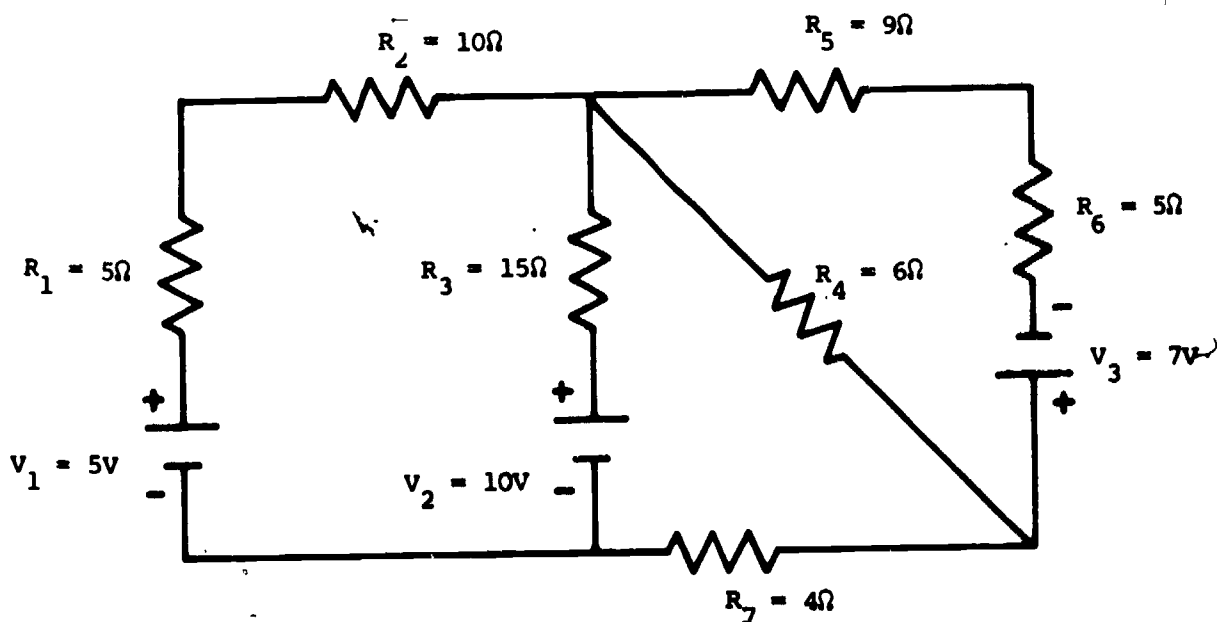 R2 = 10Ω
R5 = 9Ω
R1 = 5Ω
R3 = 15Ω
R4 = 6Ω
R6 = 5Ω
-
V3 = 7V
+
+
+
V1 = 5V
-
V2 = 10V
-
R7 = 4Ω